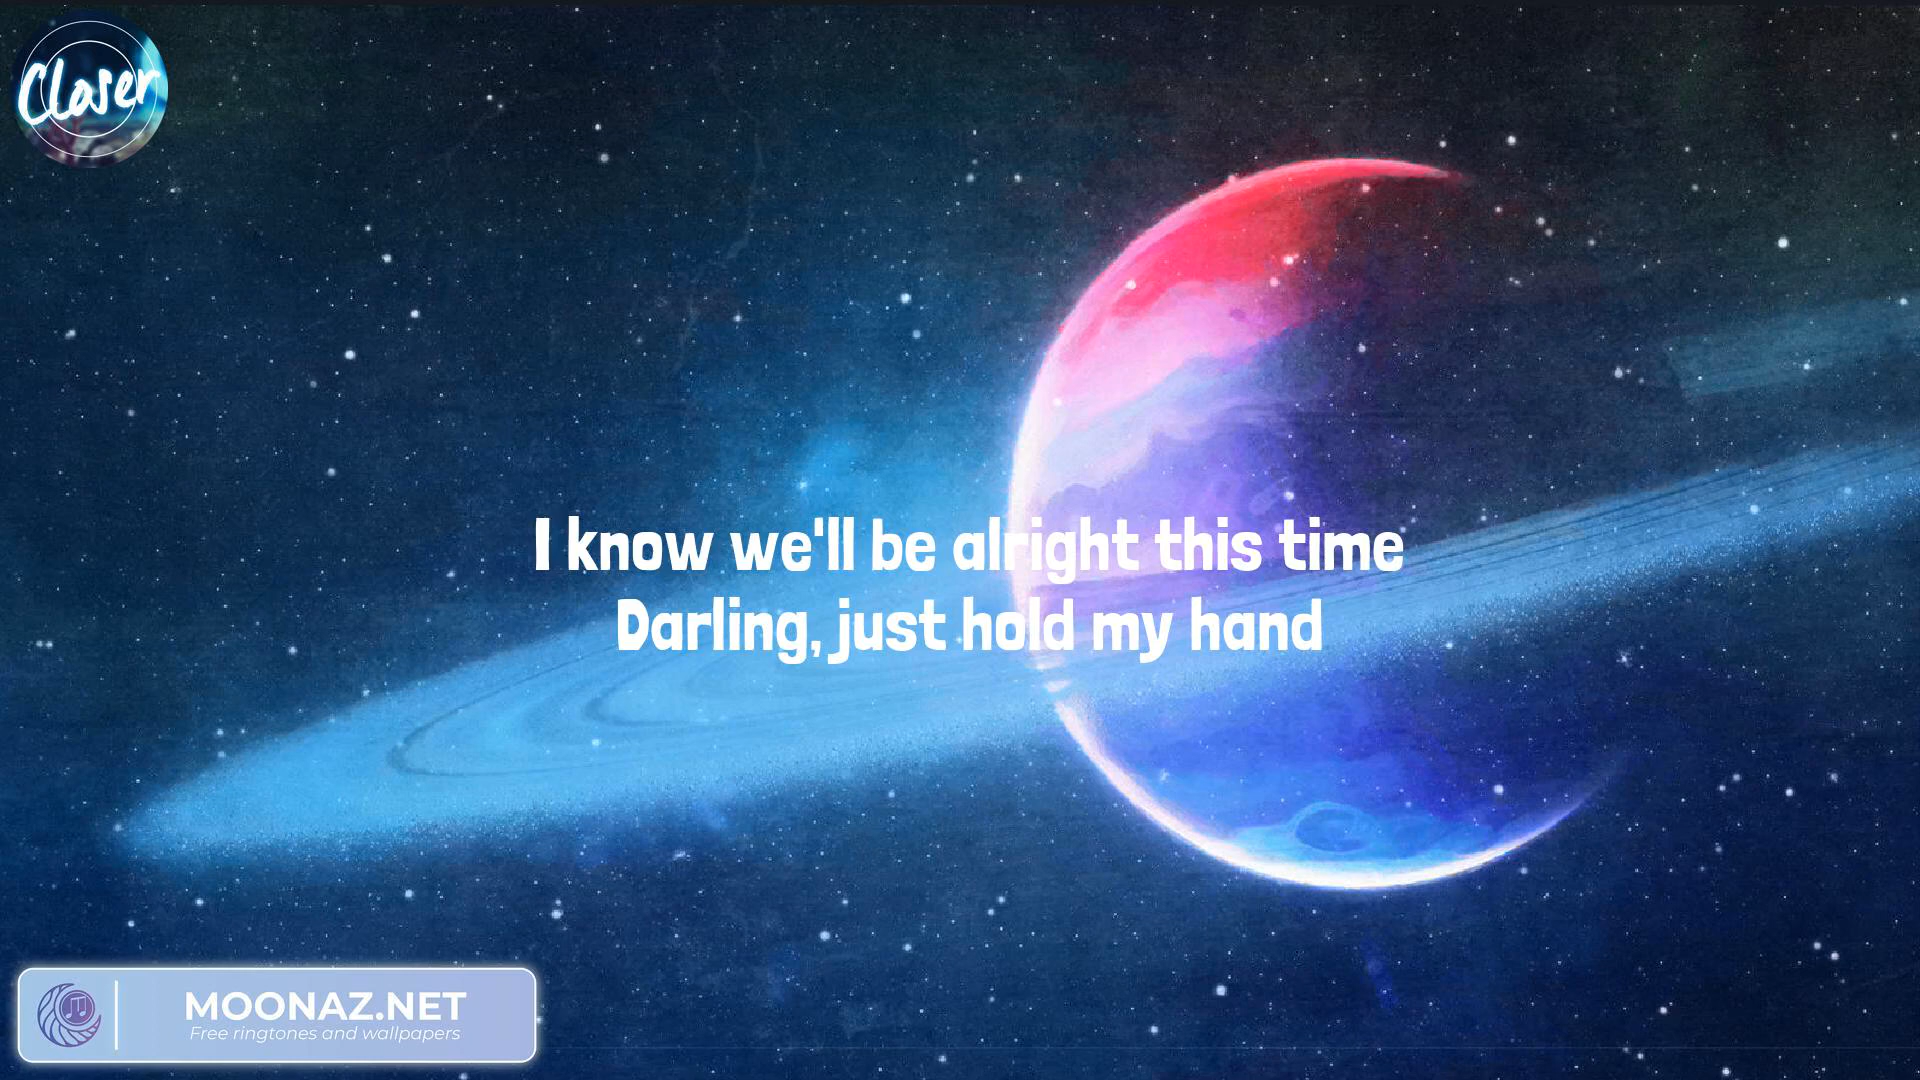 Closer
I know we'll be alright this time
Darling, just hold my hand
MOONAZ.NET
Free ringtones and wallpapers